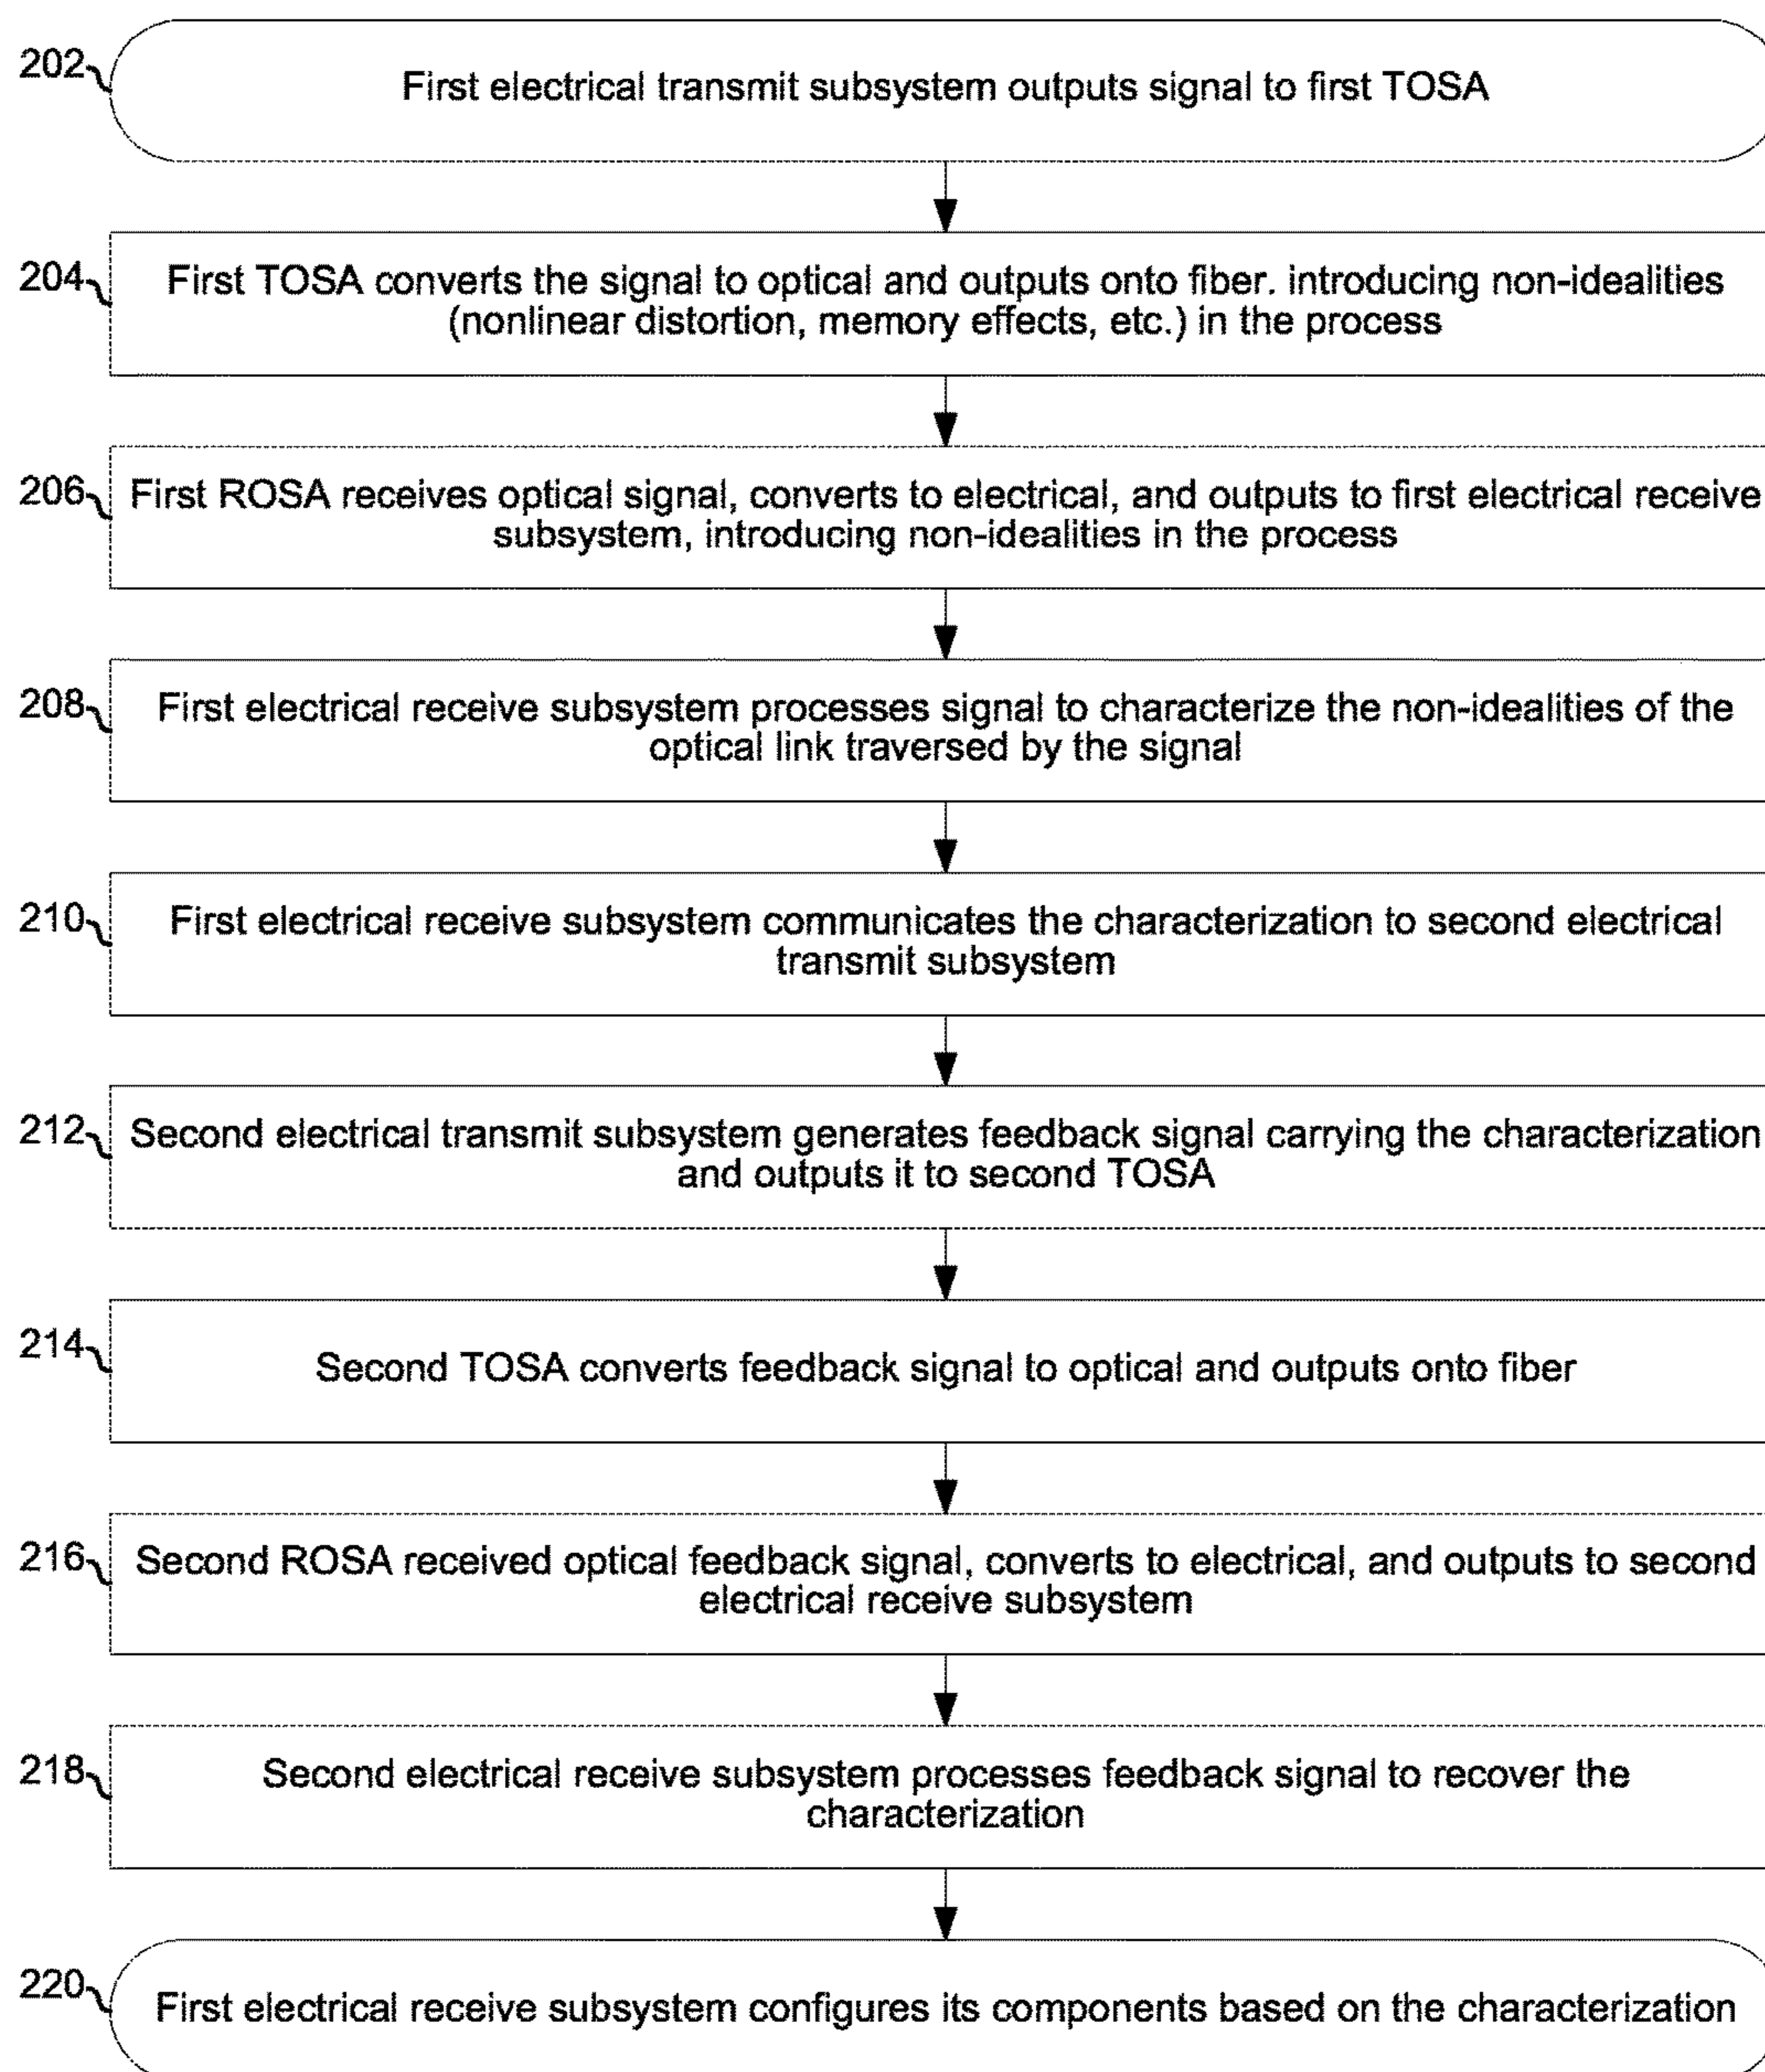 202
First electrical transmit subsystem outputs signal to first TOSA
204
First TOSA converts the signal to optical and outputs onto fiber. introducing non-idealities
(nonlinear distortion, memory effects, etc.) in the process
206
First ROSA receives optical signal, converts to electrical, and outputs to first electrical receive
subsystem, introducing non-idealities in the process
208
First electrical receive subsystem processes signal to characterize the non-idealities of the
optical link traversed by the signal
210
First electrical receive subsystem communicates the characterization to second electrical
transmit subsystem
212
Second electrical transmit subsystem generates feedback signal carrying the characterization
and outputs it to second TOSA
214
Second TOSA converts feedback signal to optical and outputs onto fiber
216
Second ROSA received optical feedback signal, converts to electrical, and outputs to second
electrical receive subsystem
218
Second electrical receive subsystem processes feedback signal to recover the
characterization
220
First electrical receive subsystem configures its components based on the characterization